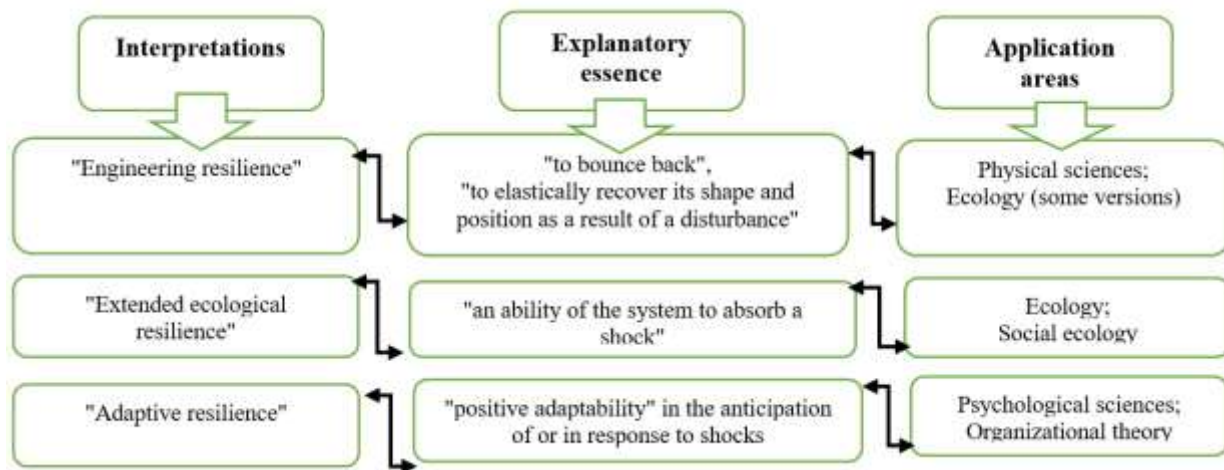 Interpretations
Explanatory
essence
Application
areas
"Engineering resilience"
"to bounce back",
"to elastically recover its shape and
position as a result of a disturbance"
Physical sciences;
Ecology (some versions)
"Extended ecological
resilience"
"an ability of the system to absorb a
shock"
Ecology;
Social ecology
"Adaptive resilience"
"positive adaptability" in the anticipation
of or in response to shocks
Psychological sciences;
Organizational theory